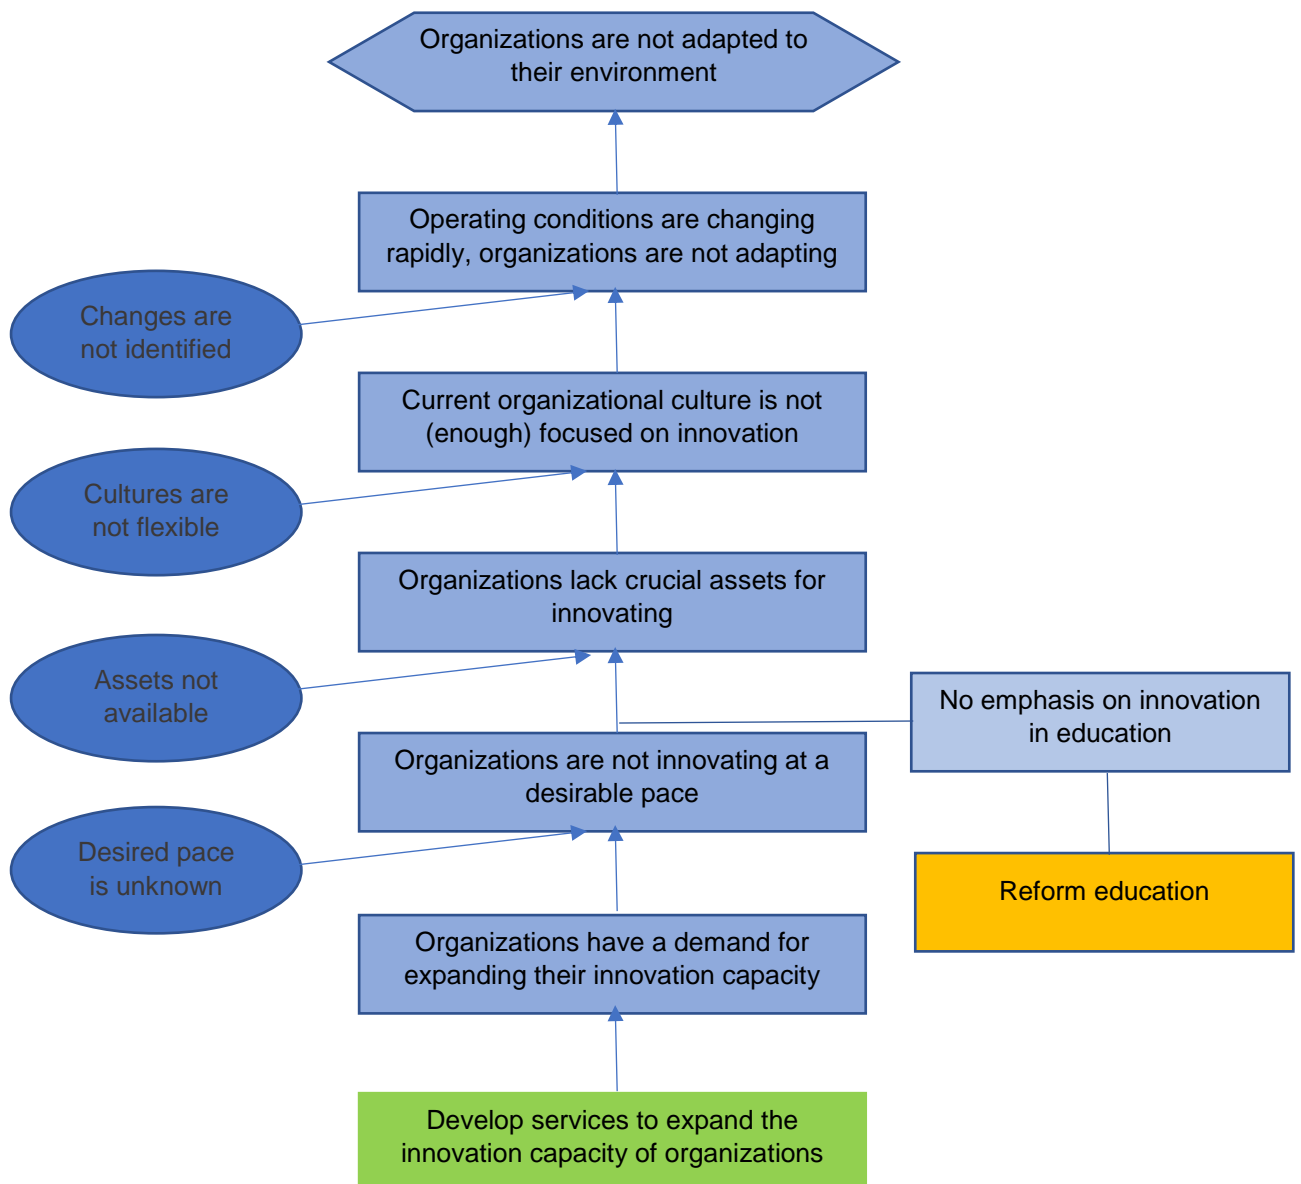 Organizations are not adapted to
their environment
Operating conditions are changing
rapidly, organizations are not adapting
Changes are
not identified
Current organizational culture is not
(enough) focused on innovation
Cultures are
not flexible
Organizations lack crucial assets for
innovating
Assets not
available
No emphasis on innovation
in education
Organizations are not innovating at a
desirable pace
Desired pace
is unknown
Reform education
Organizations have a demand for
expanding their innovation capacity
Develop services to expand the
innovation capacity of organizations